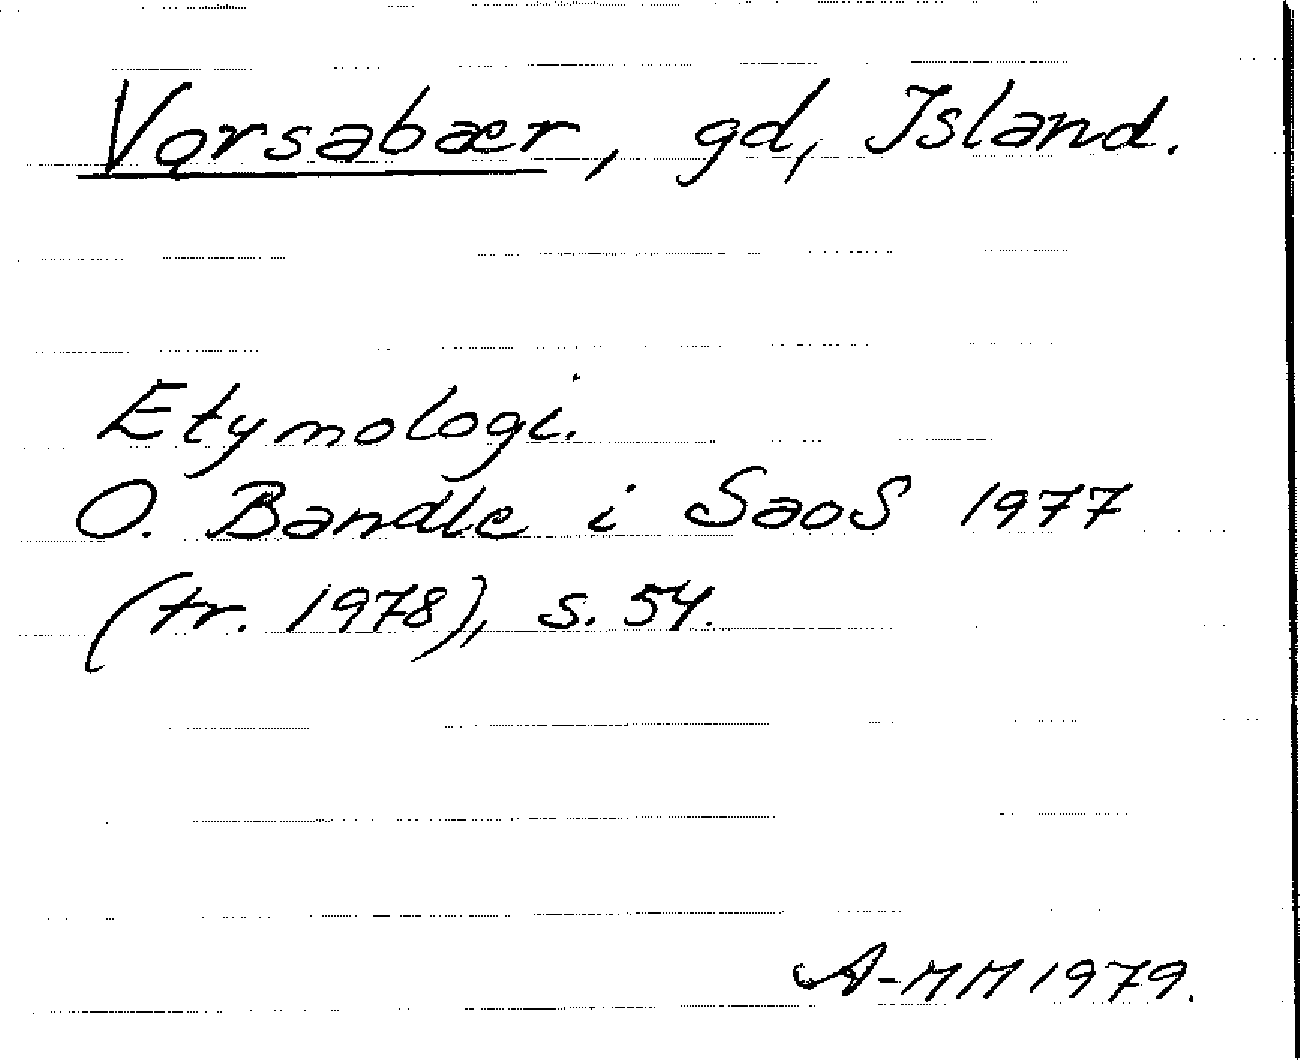 Vǫrsabær, gd, Island.
Etymologi.
O. Bandle i SaoS 1977
(tr. 1978), s. 54.
A-MM 1979.